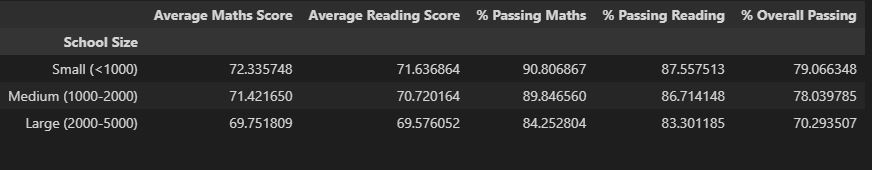 Average Maths Score Average Reading Score % Passing Maths % Passing Reading % Overall Passing
School Size
Small (<1000) 72.335748 71.636864 90.806867 87.557513 79.066348
Medium (1000-2000) 71.421650 70.720164 89.846560 86.714148 78.039785
Large (2000-5000) 69.751809 69.576052 84.252804 83.301185 70.293507